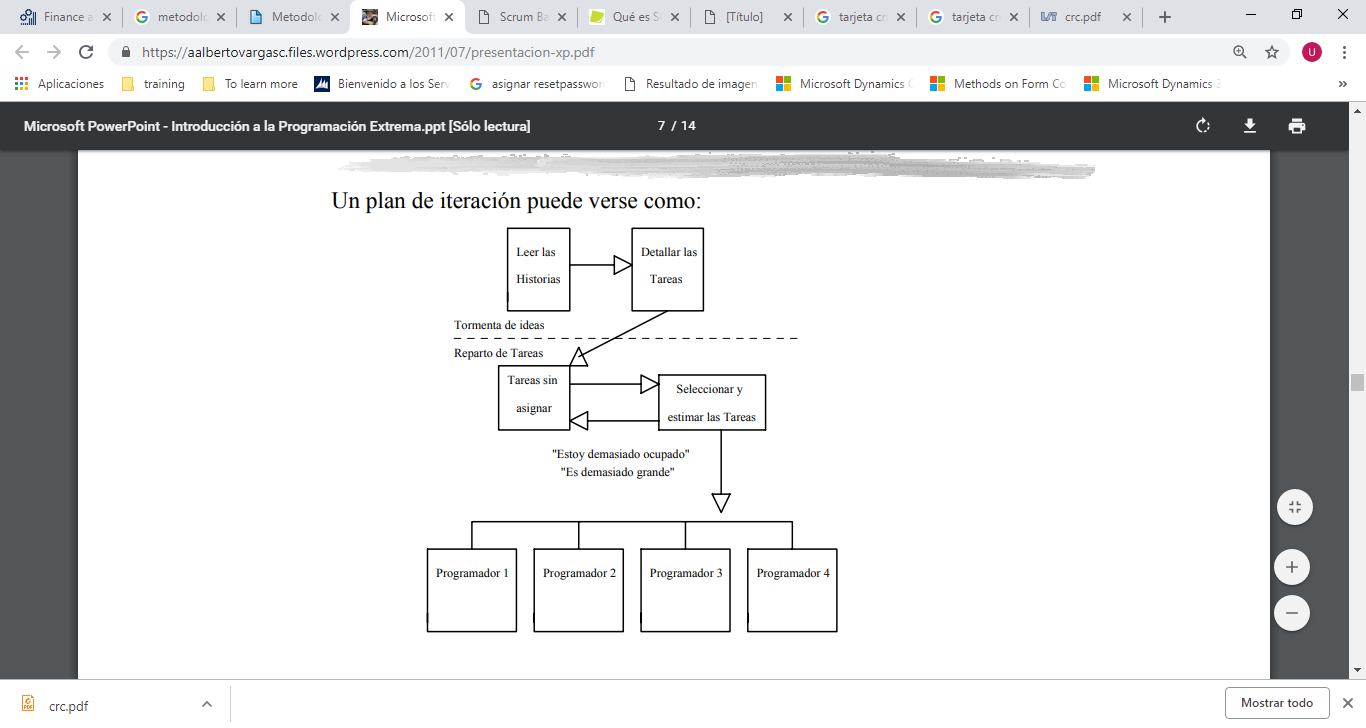 Finance a
metodolo
Metodolo
Microsoft
Scrum Ba
Qué es S
[Título]
tarjeta cr
tarjeta cr
crc.pdf
https://aalbertovargasc.files.wordpress.com/2011/07/presentacion-xp.pdf
U
Aplicaciones
training
To learn more
Bienvenido a los Serv
asignar resetpasswor
Resultado de imagen
Microsoft Dynamics
Methods on Form Co
Microsoft Dynamics 3
»
Microsoft PowerPoint - Introducción a la Programación Extrema.ppt [Sólo lectura]
7 / 14
Un plan de iteración puede verse como:
Leer las
Historias
Detallar las
Tareas
Tormenta de ideas
Reparto de Tareas
Tareas sin
asignar
Seleccionar y
estimar las Tareas
"Estoy demasiado ocupado"
"Es demasiado grande"
Programador 1
Programador 2
Programador 3
Programador 4
crc.pdf
Mostrar todo